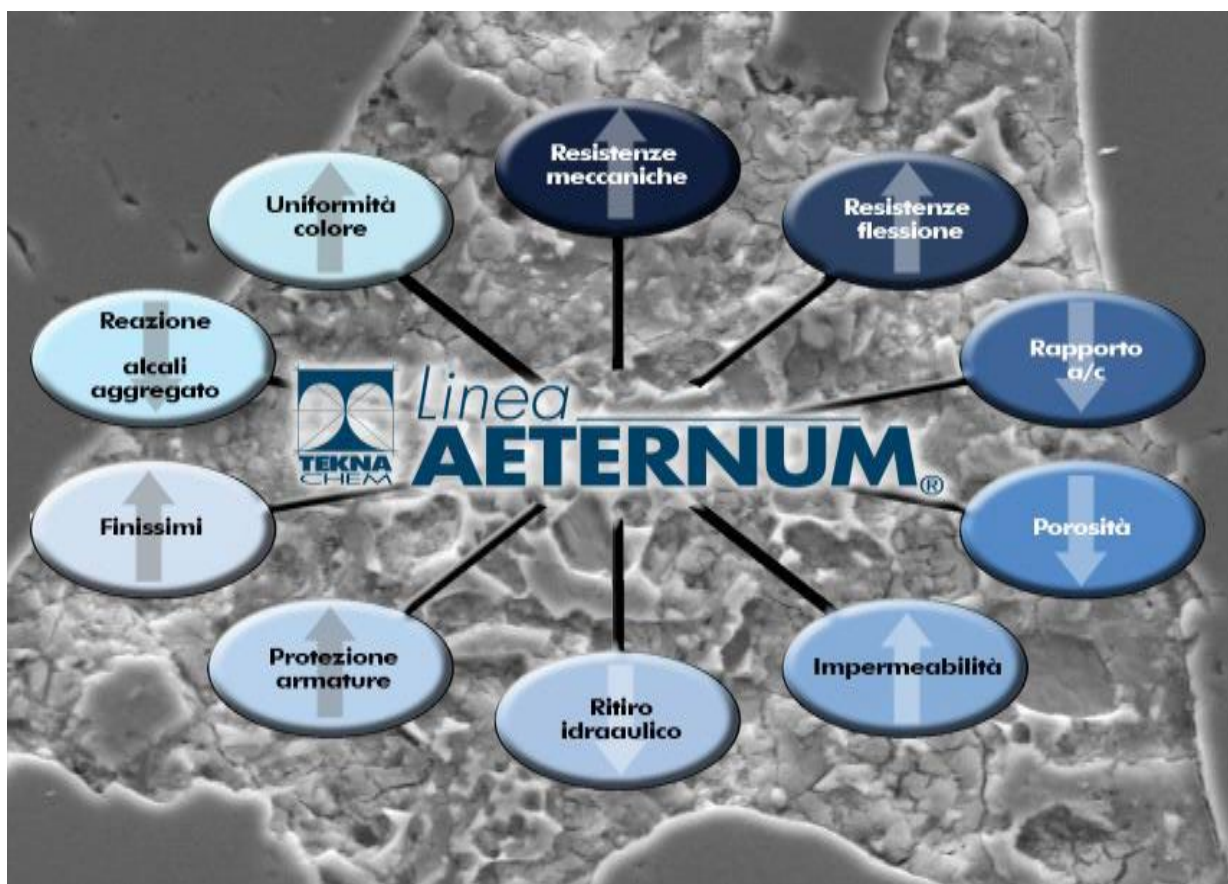 Resistenze
meccaniche
Resistenze
flessione
Uniformità
colore
Reazione
alcali
aggregato
Rapporto
a/c
Linea
AETERNUM®
TEKNA
CHEM
Finissimi
Porosità
Protezione
armature
Impermeabilità
Ritiro
idraaulico